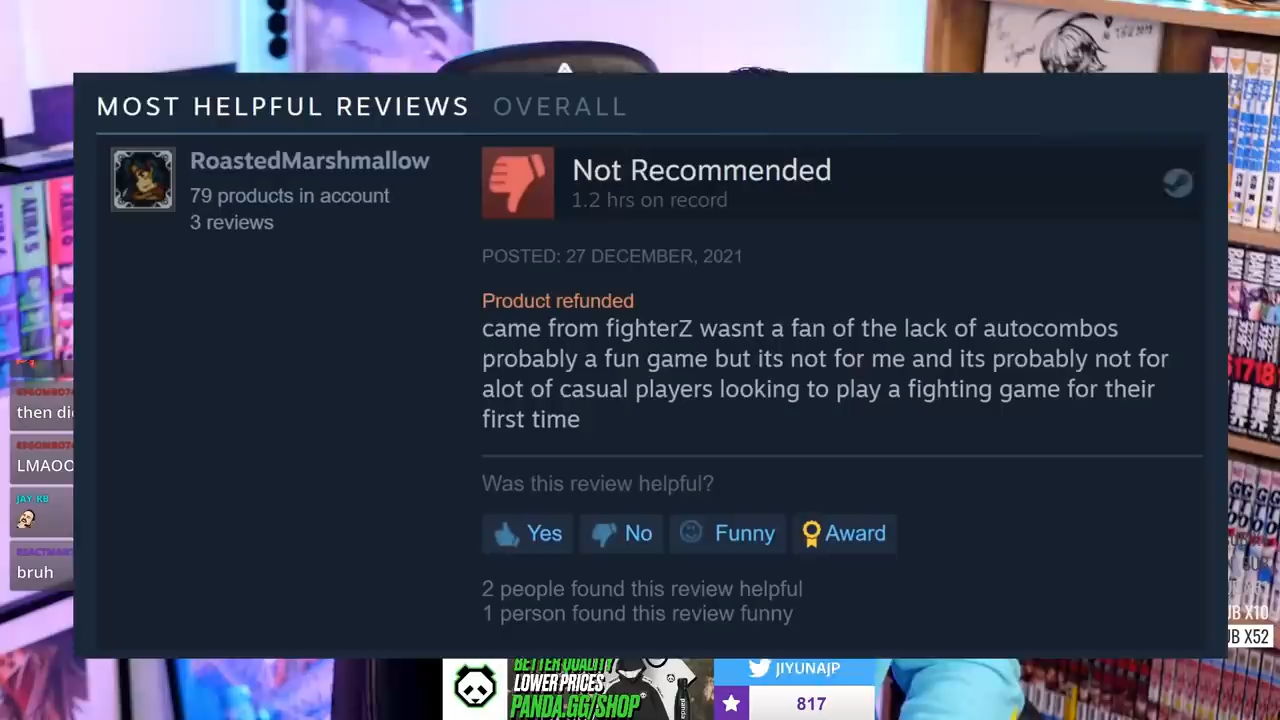 MOST HELPFUL REVIEWS OVERALL
RoastedMarshmallow
79 products in account
3 reviews
Not Recommended
1.2 hrs on record
POSTED: 27 DECEMBER, 2021
Product refunded
came from fighterZ wasnt a fan of the lack of autocombos
probably a fun game but its not for me and its probably not for
alot of casual players looking to play a fighting game for their
first time
Was this review helpful?
Yes No Funny Award
2 people found this review helpful
1 person found this review funny
then
LMAOO
JAY RB
bruh
BETTER QUALITY
LOWER PRICES
PANDA.GG/SHOP
JIYUNAJP
817
X10
X52